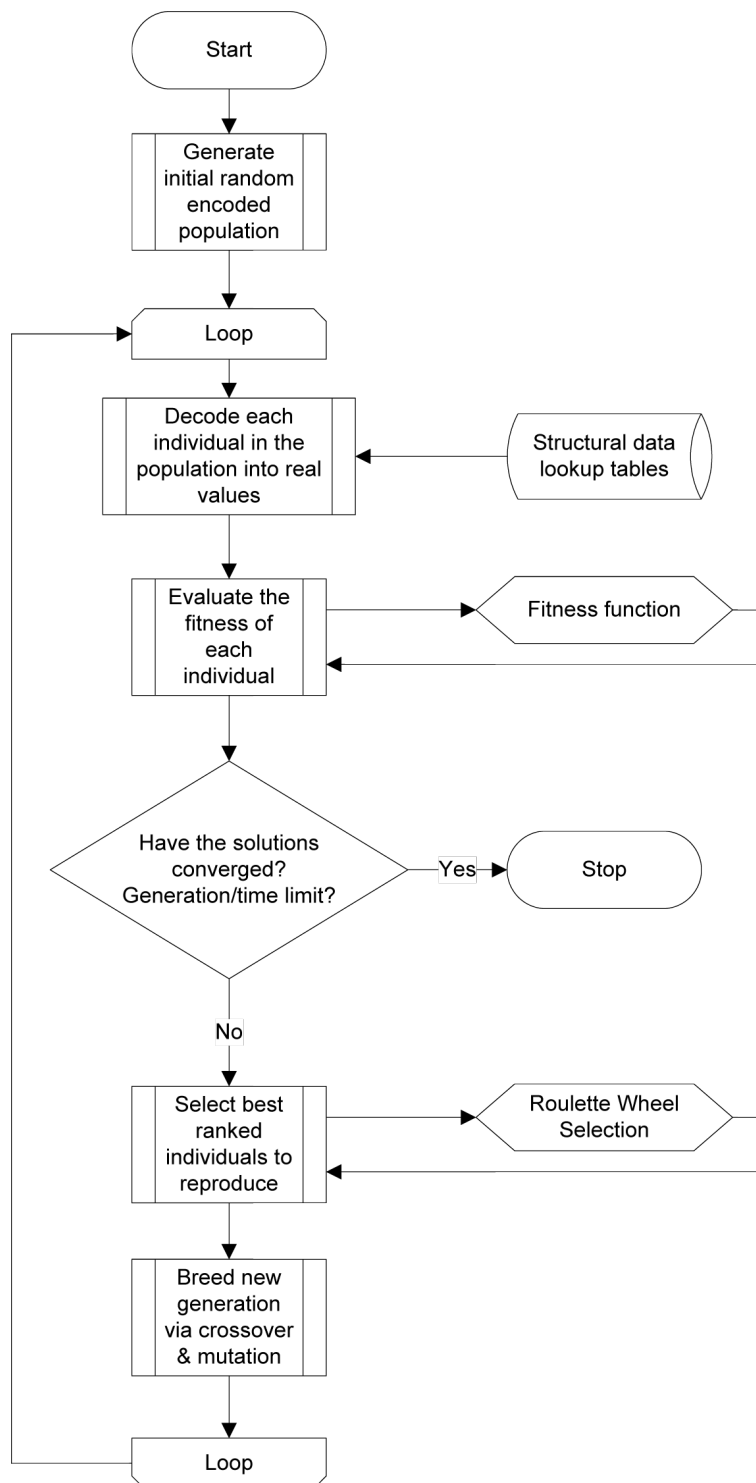 Start
Generate
initial random
encoded
population
Loop
Decode each
individual in the
population into real
values
Structural data
lookup tables
Evaluate the
fitness of
each
individual
Fitness function
Have the solutions
converged?
Generation/time limit?
Yes
Stop
No
Select best
ranked
individuals to
reproduce
Roulette Wheel
Selection
Breed new
generation
via crossover
& mutation
Loop